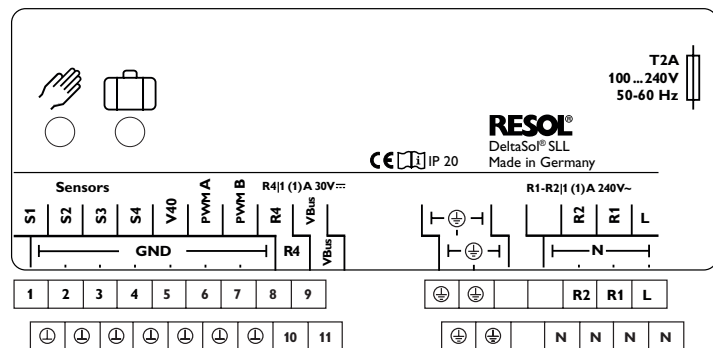 T2A
100 ... 240V
50-60 Hz
RESOL®
DeltaSol® SLL
CE i IP 20 Made in Germany
Sensors R4|1 (1)A 30V⎓ R1-R2|1 (1)A 240V~
S1 S2 S3 S4 V40 PWM A PWM B R4 VBus R2 R1 L
GND R4 VBus N
1 2 3 4 5 6 7 8 9 R2 R1 L
10 11 N N N N